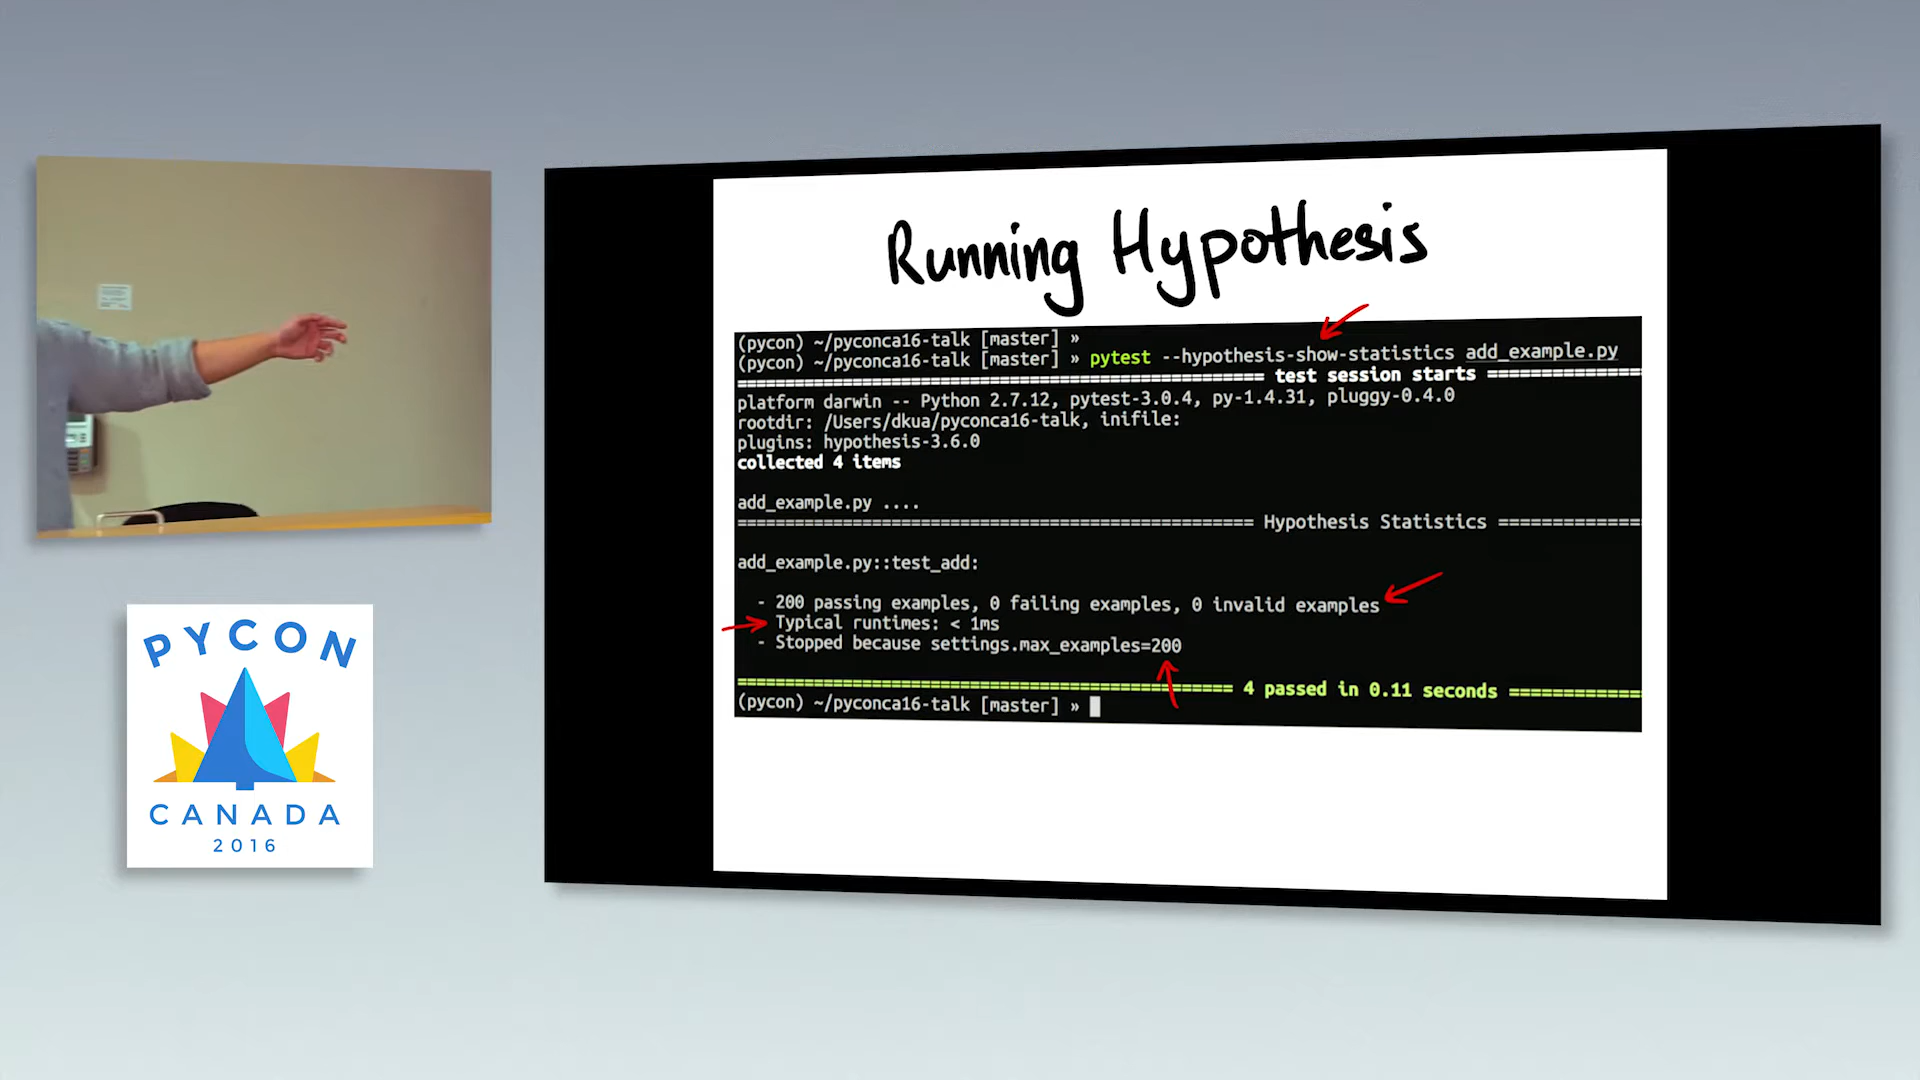 Running Hypothesis
(pycon) ~/pyconca16-talk [master] »
(pycon) ~/pyconca16-talk [master] » pytest --hypothesis-show-statistics add_example.py
====================================================== test session starts ================
platform darwin -- Python 2.7.12, pytest-3.0.4, py-1.4.31, pluggy-0.4.0
rootdir: /Users/dkua/pyconca16-talk, inifile:
plugins: hypothesis-3.6.0
collected 4 items
add_example.py ....
====================================================== Hypothesis Statistics ===============
add_example.py::test_add:
- 200 passing examples, 0 failing examples, 0 invalid examples
- Typical runtimes: < 1ms
- Stopped because settings.max_examples=200
==================================================== 4 passed in 0.11 seconds ==============
(pycon) ~/pyconca16-talk [master] »
PYCON
CANADA
2016